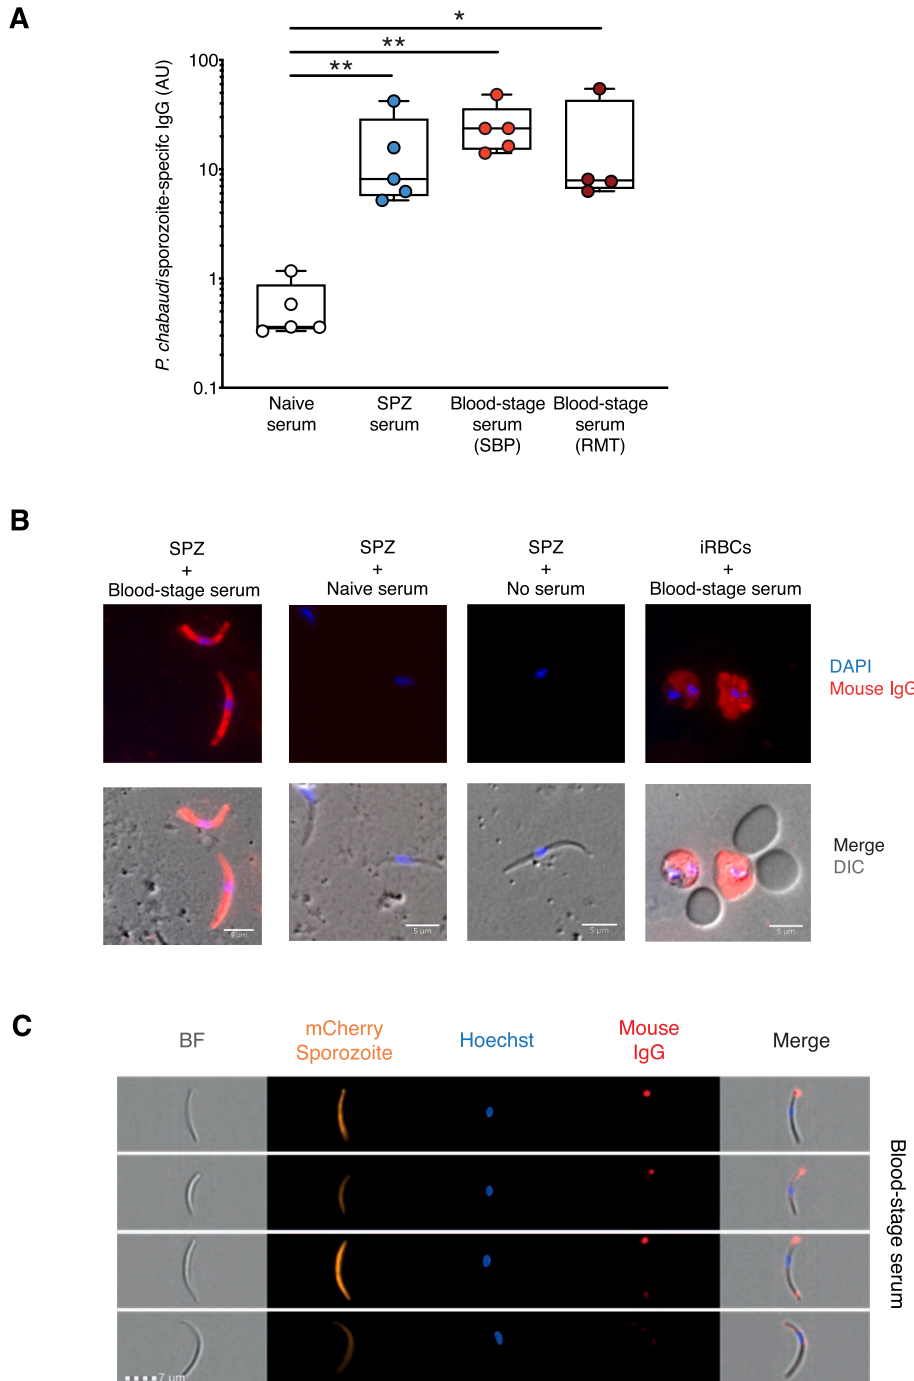 A
*
**
**
P. chabaudi sporozoite-specifc IgG (AU)
100
10
1
0.1
Naive
serum
SPZ
serum
Blood-stage
serum
(SBP)
Blood-stage
serum
(RMT)
B
SPZ
+
Blood-stage serum
SPZ
+
Naive serum
SPZ
+
No serum
iRBCs
+
Blood-stage serum
DAPI
Mouse IgG
Merge
DIC
5 µm
5 µm
5 µm
C
BF
mCherry
Sporozoite
Hoechst
Mouse
IgG
Merge
Blood-stage serum
7 µm